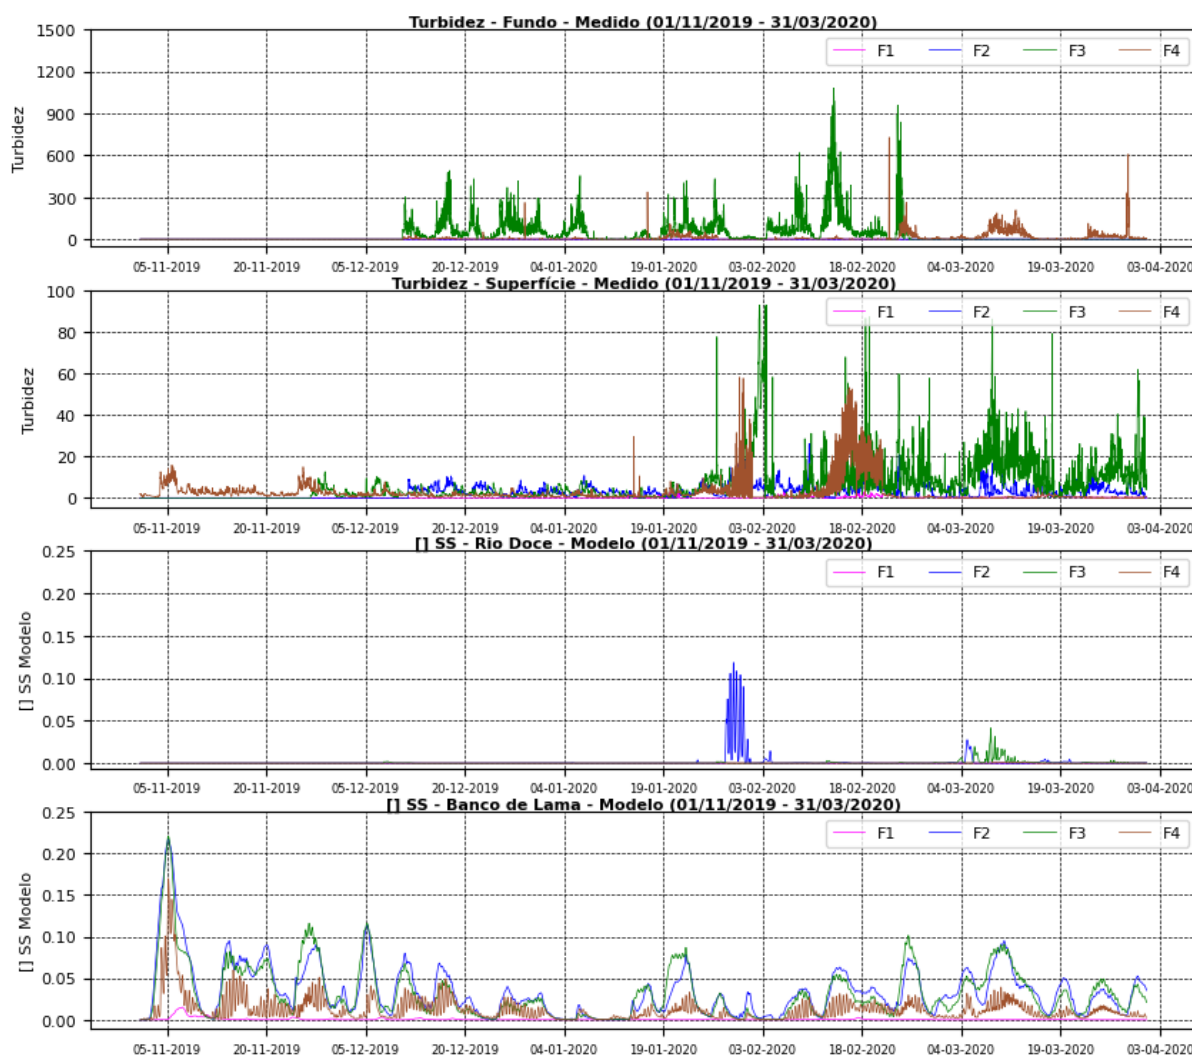 Turbidez - Fundo - Medido (01/11/2019 - 31/03/2020)
1500
1200
900
600
300
0
Turbidez
F1 F2 F3 F4
05-11-2019 20-11-2019 05-12-2019 20-12-2019 04-01-2020 19-01-2020 03-02-2020 18-02-2020 04-03-2020 19-03-2020 03-04-2020
Turbidez - Superfície - Medido (01/11/2019 - 31/03/2020)
100
80
60
40
20
0
Turbidez
F1 F2 F3 F4
05-11-2019 20-11-2019 05-12-2019 20-12-2019 04-01-2020 19-01-2020 03-02-2020 18-02-2020 04-03-2020 19-03-2020 03-04-2020
[] SS - Rio Doce - Modelo (01/11/2019 - 31/03/2020)
0.25
0.20
0.15
0.10
0.05
0.00
[] SS Modelo
F1 F2 F3 F4
05-11-2019 20-11-2019 05-12-2019 20-12-2019 04-01-2020 19-01-2020 03-02-2020 18-02-2020 04-03-2020 19-03-2020 03-04-2020
[] SS - Banco de Lama - Modelo (01/11/2019 - 31/03/2020)
0.25
0.20
0.15
0.10
0.05
0.00
[] SS Modelo
F1 F2 F3 F4
05-11-2019 20-11-2019 05-12-2019 20-12-2019 04-01-2020 19-01-2020 03-02-2020 18-02-2020 04-03-2020 19-03-2020 03-04-2020